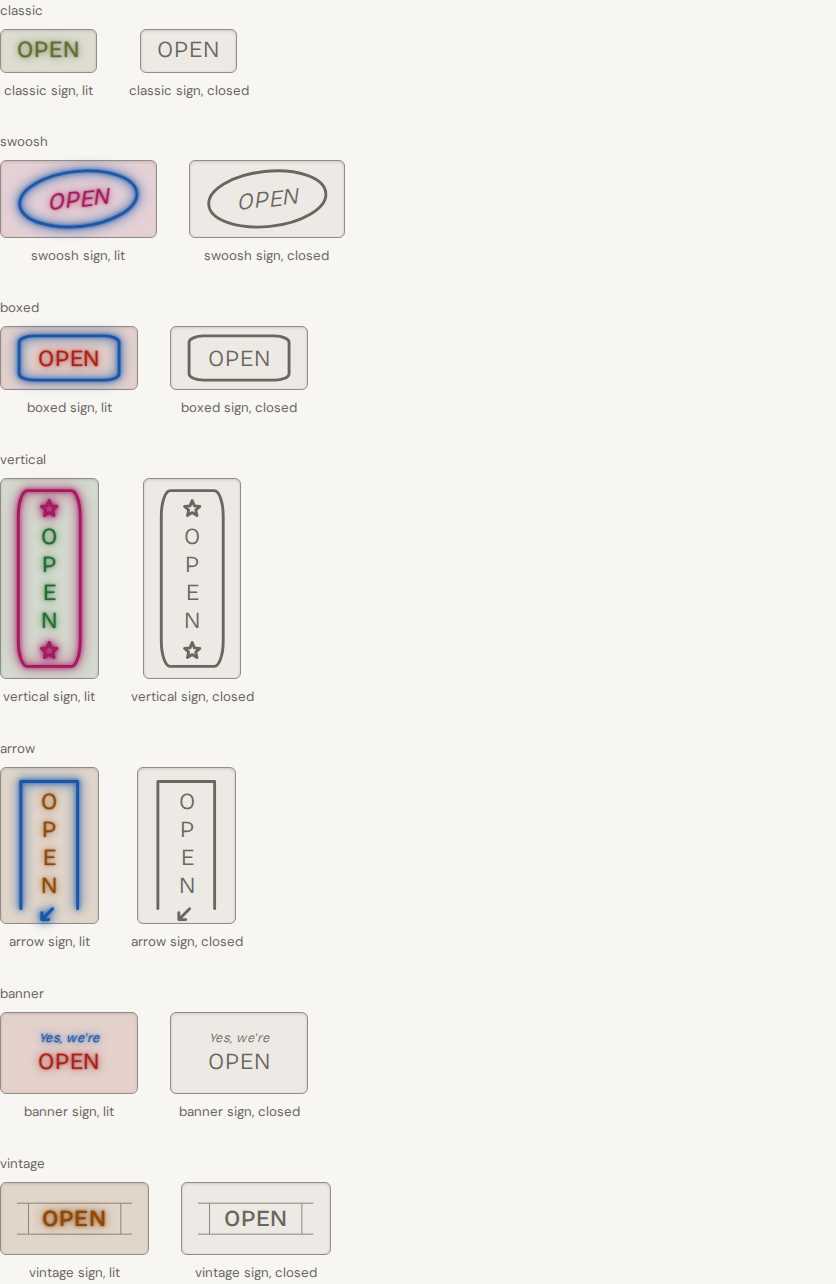 classic
OPEN OPEN
classic sign, lit classic sign, closed
swoosh
OPEN OPEN
swoosh sign, lit swoosh sign, closed
boxed
OPEN OPEN
boxed sign, lit boxed sign, closed
vertical
O O
P P
E E
N N
vertical sign, lit vertical sign, closed
arrow
O O
P P
E E
N N
arrow sign, lit arrow sign, closed
banner
Yes, we're Yes, we're
OPEN OPEN
banner sign, lit banner sign, closed
vintage
OPEN OPEN
vintage sign, lit vintage sign, closed